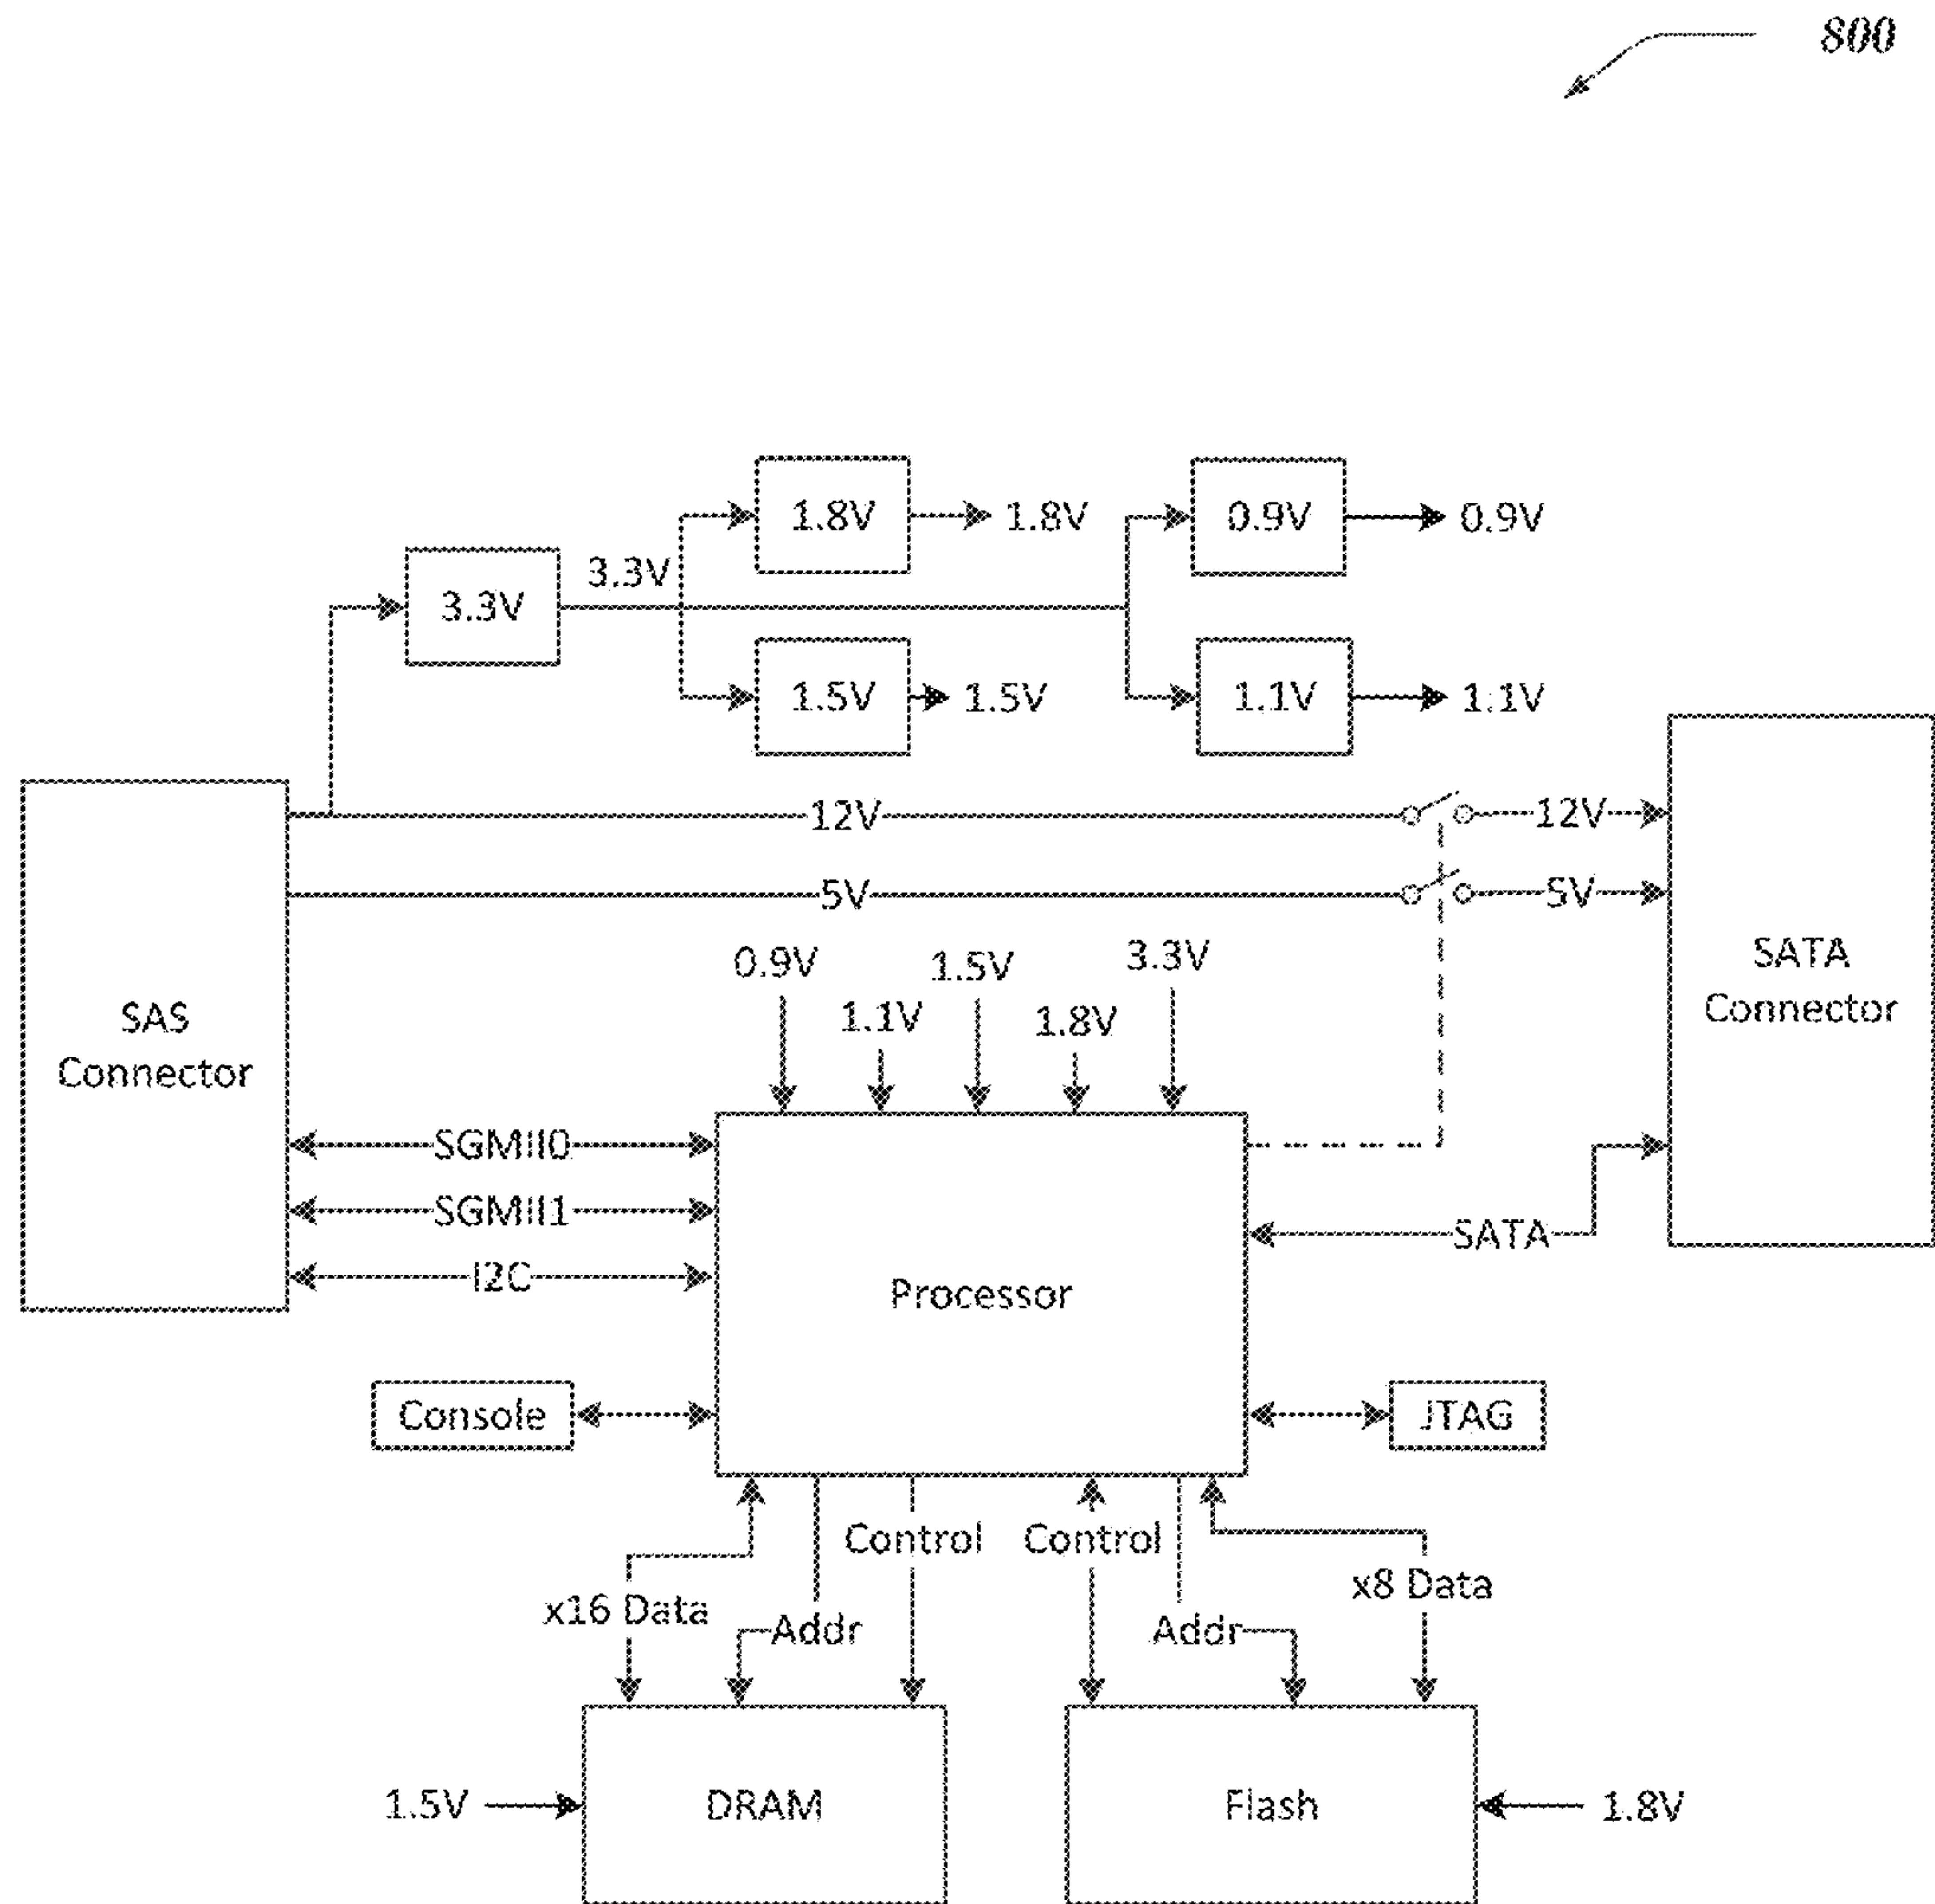 800
1.8V
1.8V
0.9V
0.9V
3.3V
3.3V
1.5V
1.5V
1.1V
1.1V
12V
12V
5V
5V
SAS
Connector
SATA
Connector
0.9V
1.1V
1.5V
1.8V
3.3V
SGMII0
SGMII1
I2C
SATA
Processor
Console
JTAG
Control
Control
x16 Data
x8 Data
Addr
Addr
1.5V
DRAM
Flash
1.8V